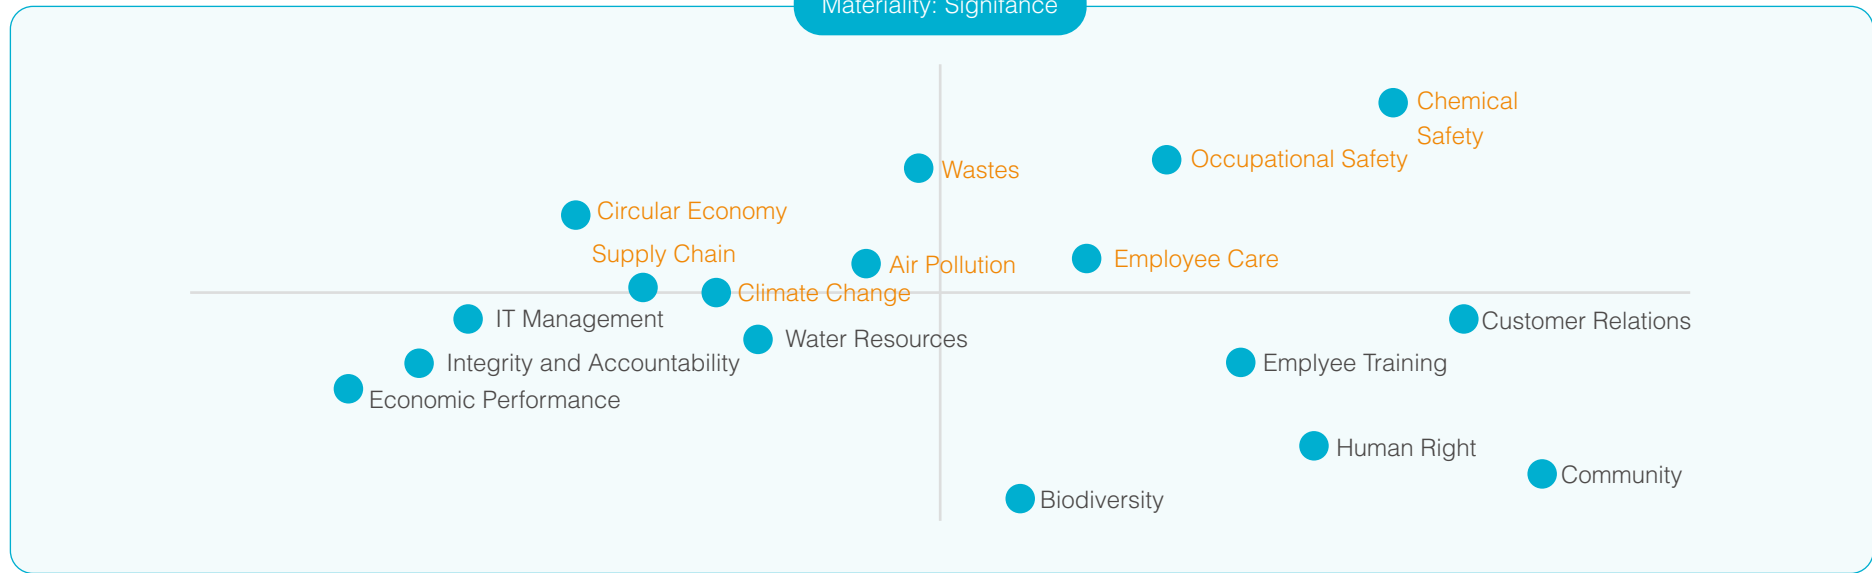 Materiality: Signifance
Chemical
Safety
Occupational Safety
Wastes
Circular Economy
Supply Chain
Air Pollution
Employee Care
Climate Change
IT Management
Customer Relations
Water Resources
Integrity and Accountability
Emplyee Training
Economic Performance
Human Right
Community
Biodiversity